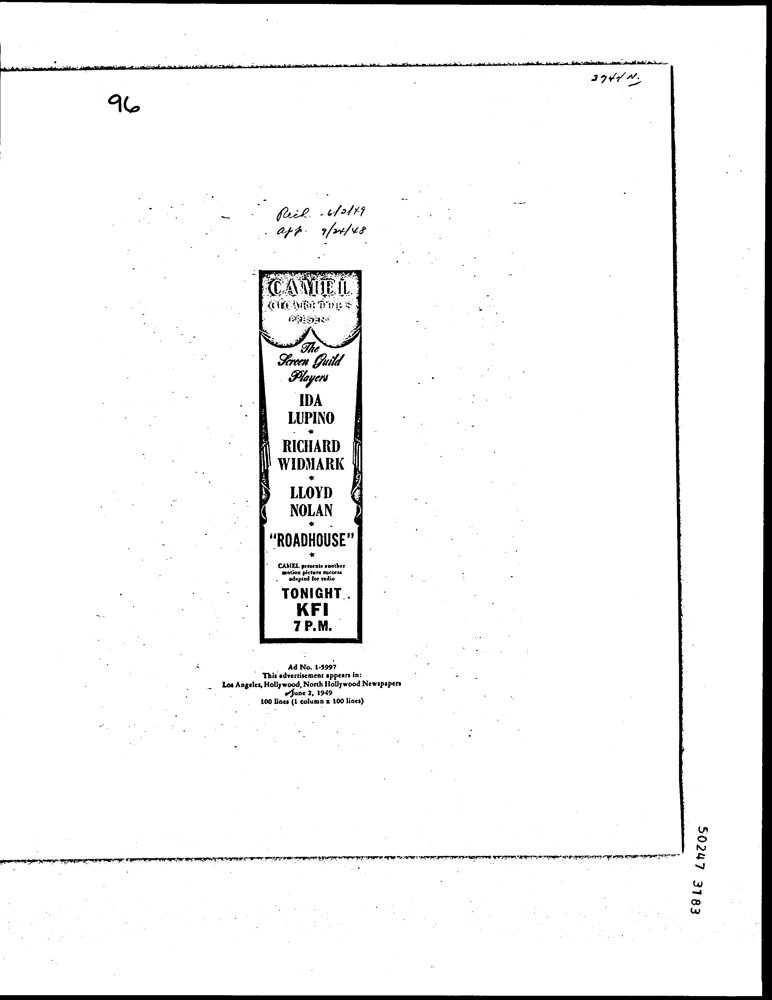 2744 N.
96
Rec'd - 6/2/49
app. 9/24/48
CAMEL
CIGARETTES
PRESENT
The
Screen Guild
Players
IDA
LUPINO
*
RICHARD
WIDMARK
*
LLOYD
NOLAN
*
"ROADHOUSE"
*
CAMEL presents another
motion picture success
adapted for radio
TONIGHT
KFI
7 P.M.
Ad No. 1-5997
This advertisement appears in:
Los Angeles, Hollywood, North Hollywood Newspapers
June 2, 1949
100 lines (1 column x 100 lines)
50247 3183